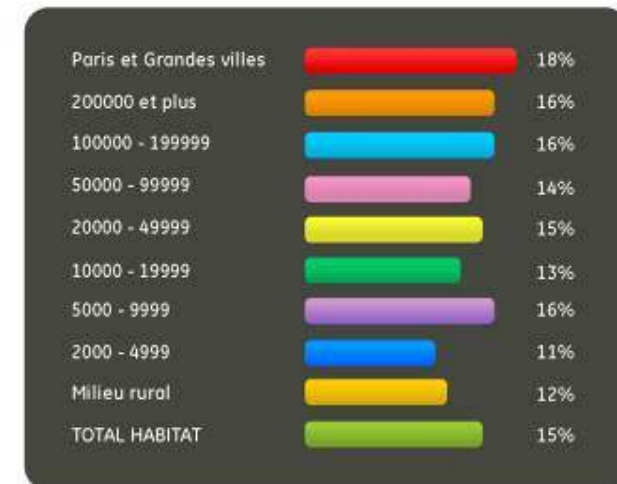 Paris et Grandes villes 18%
200000 et plus 16%
100000 - 199999 16%
50000 - 99999 14%
20000 - 49999 15%
10000 - 19999 13%
5000 - 9999 16%
2000 - 4999 11%
Milieu rural 12%
TOTAL HABITAT 15%